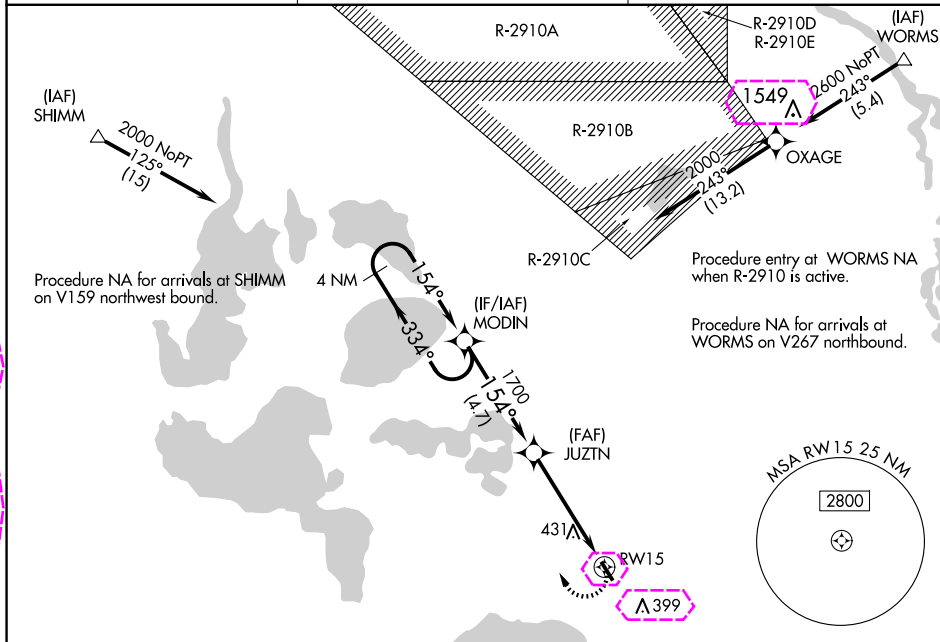 R-2910A
R-2910D
R-2910E
(IAF)
WORMS
2600 NoPT
243°
(5.4)
1549
(IAF)
SHIMM
2000 NoPT
125°
(15)
R-2910B
OXAGE
2000
243°
(13.2)
R-2910C
Procedure entry at WORMS NA
when R-2910 is active.
Procedure NA for arrivals at
WORMS on V267 northbound.
Procedure NA for arrivals at SHIMM
on V159 northwest bound.
4 NM
154°
334°
(IF/IAF)
MODIN
1700
154°
(4.7)
(FAF)
JUZTN
431
RW15
399
MSA RW15 25 NM
2800